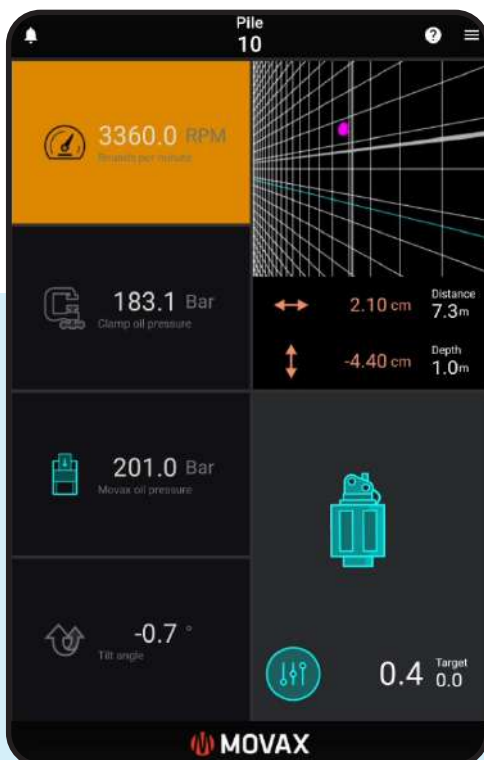 Pile
10
?
3360.0 RPM
Rounds per minute
183.1 Bar
Clamp oil pressure
201.0 Bar
Movax oil pressure
-0.7 °
Tilt angle
2.10 cm
Distance
7.3m
-4.40 cm
Depth
1.0m
0.4
Target
0.0
MOVAX